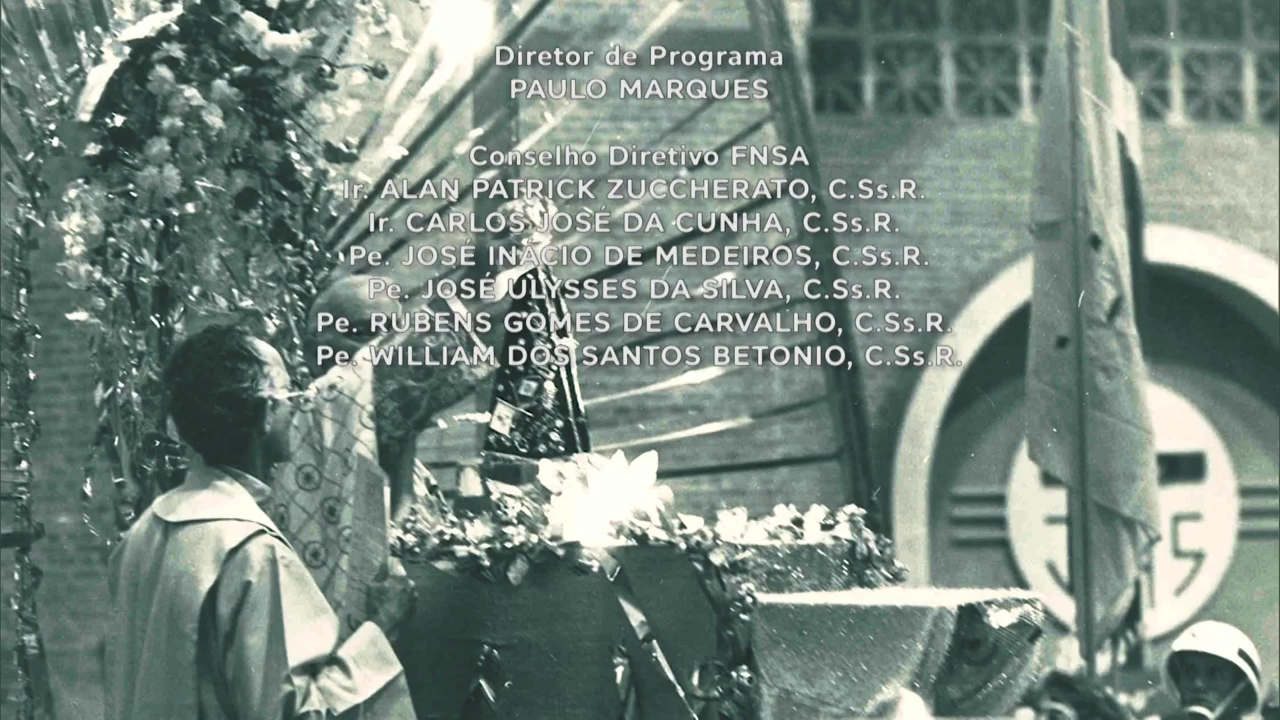 Diretor de Programa
PAULO MARQUES
Conselho Diretivo FNSA
Ir. ALAN PATRICK ZUCCHERATO, C.Ss.R.
Ir. CARLOS JOSÉ DA CUNHA, C.Ss.R.
Pe. JOSÉ INÁCIO DE MEDEIROS, C.Ss.R.
Pe. JOSÉ ULYSSES DA SILVA, C.Ss.R.
Pe. RUBENS GOMES DE CARVALHO, C.Ss.R.
Pe. WILLIAM DOS SANTOS BETONIO, C.Ss.R.